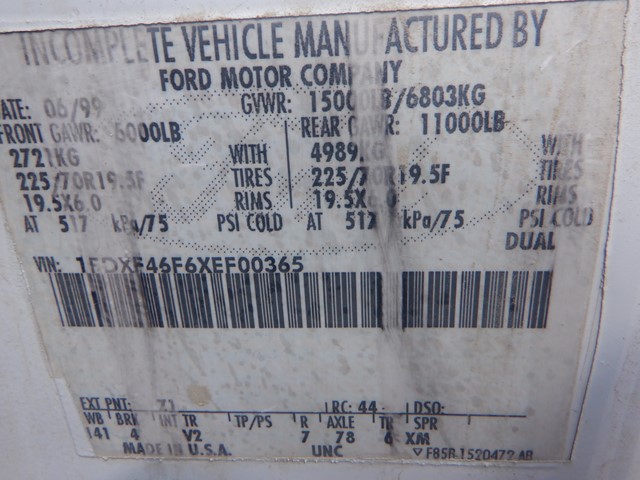 INCOMPLETE VEHICLE MANUFACTURED BY
FORD MOTOR COMPANY
DATE: 06/99 GVWR: 15000LB/6803KG
FRONT GAWR: 6000LB REAR GAWR: 11000LB
2721KG WITH 4989KG WITH
225/70R19.5F TIRES 225/70R19.5F TIRES
19.5X6.0 RIMS 19.5X6.0 RIMS
AT 517 kPa/75 PSI COLD AT 517 kPa/75 PSI COLD
DUAL
VIN: 1FDXF46F6XEF00365
EXT PNT: Z1 RC: 44 DSO:
WB BRK INT TR TP/PS R AXLE TR SPR
141 4 V2 7 78 6 XM
MADE IN U.S.A. UNC ▽ F85B 1520472 AB